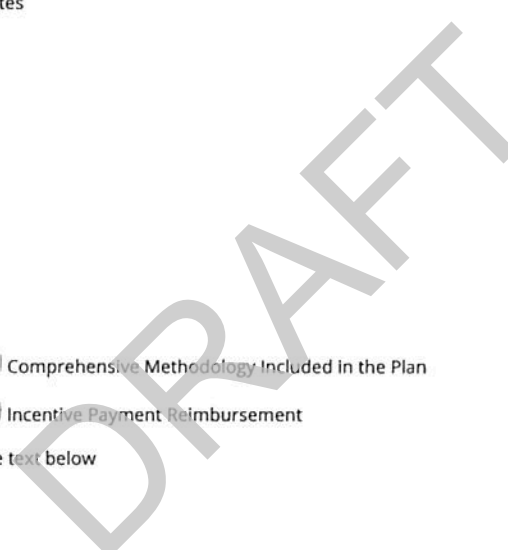 tes
DRAFT
Comprehensive Methodology Included in the Plan
Incentive Payment Reimbursement
e text below